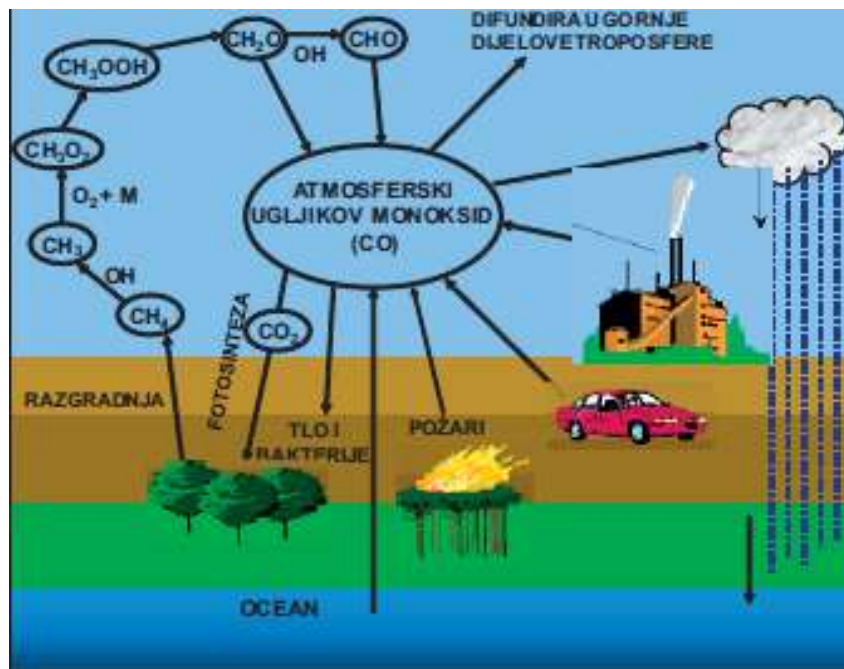 DIFUNDIRA U GORNJE
DIJELOVE TROPOSFERE
CH₂O
OH
CHO
CH₃OOH
CH₃O₂
O₂ + M
CH₃
OH
CH₄
ATMOSFERSKI
UGLJIKOV MONOKSID
(CO)
CO₂
FOTOSINTEZA
RAZGRADNJA
TLO I
BAKTERIJE
POŽARI
OCEAN